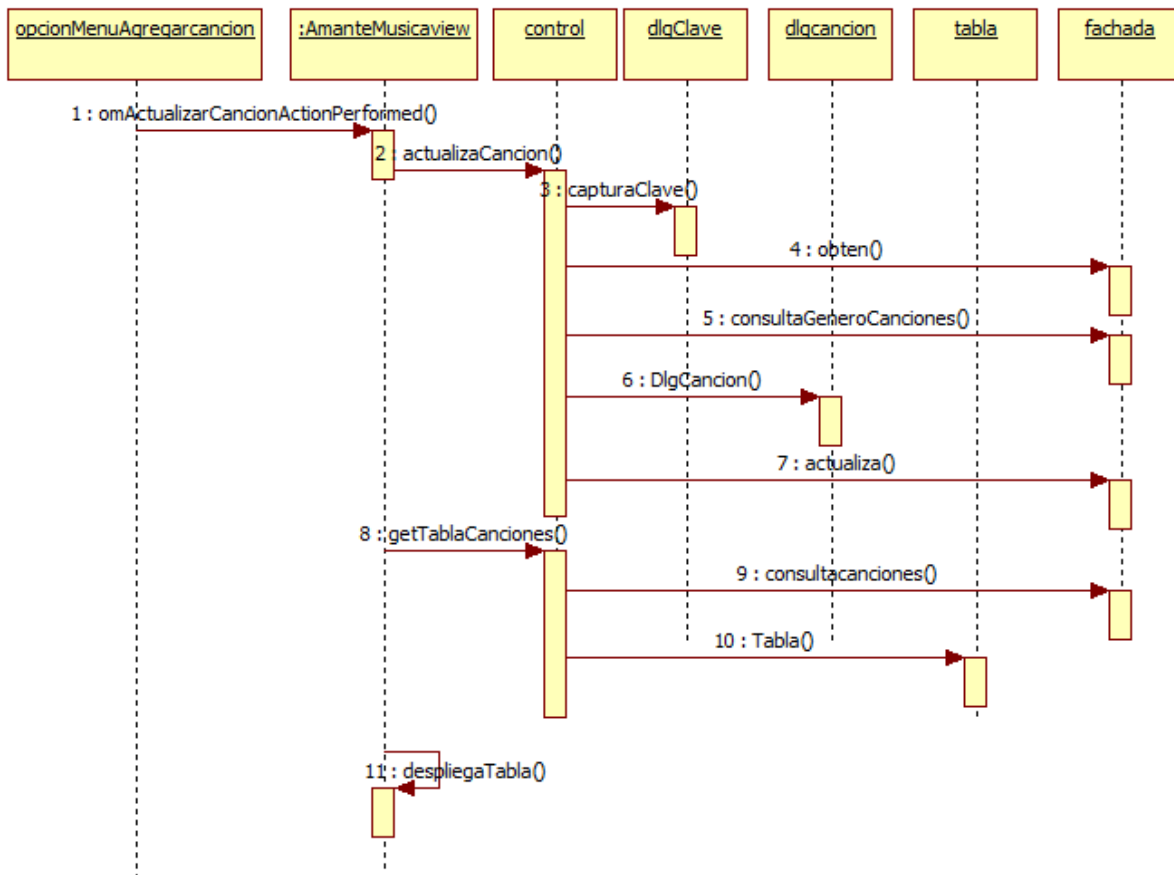 opcionMenuAgregarcancion
:AmanteMusicaview
control
dlgClave
dlgcancion
tabla
fachada
1 : omActualizarCancionActionPerformed()
2 : actualizaCancion()
3 : capturaClave()
4 : obten()
5 : consultaGeneroCanciones()
6 : DlgCancion()
7 : actualiza()
8 : getTablaCanciones()
9 : consultacanciones()
10 : Tabla()
11 : despliegaTabla()